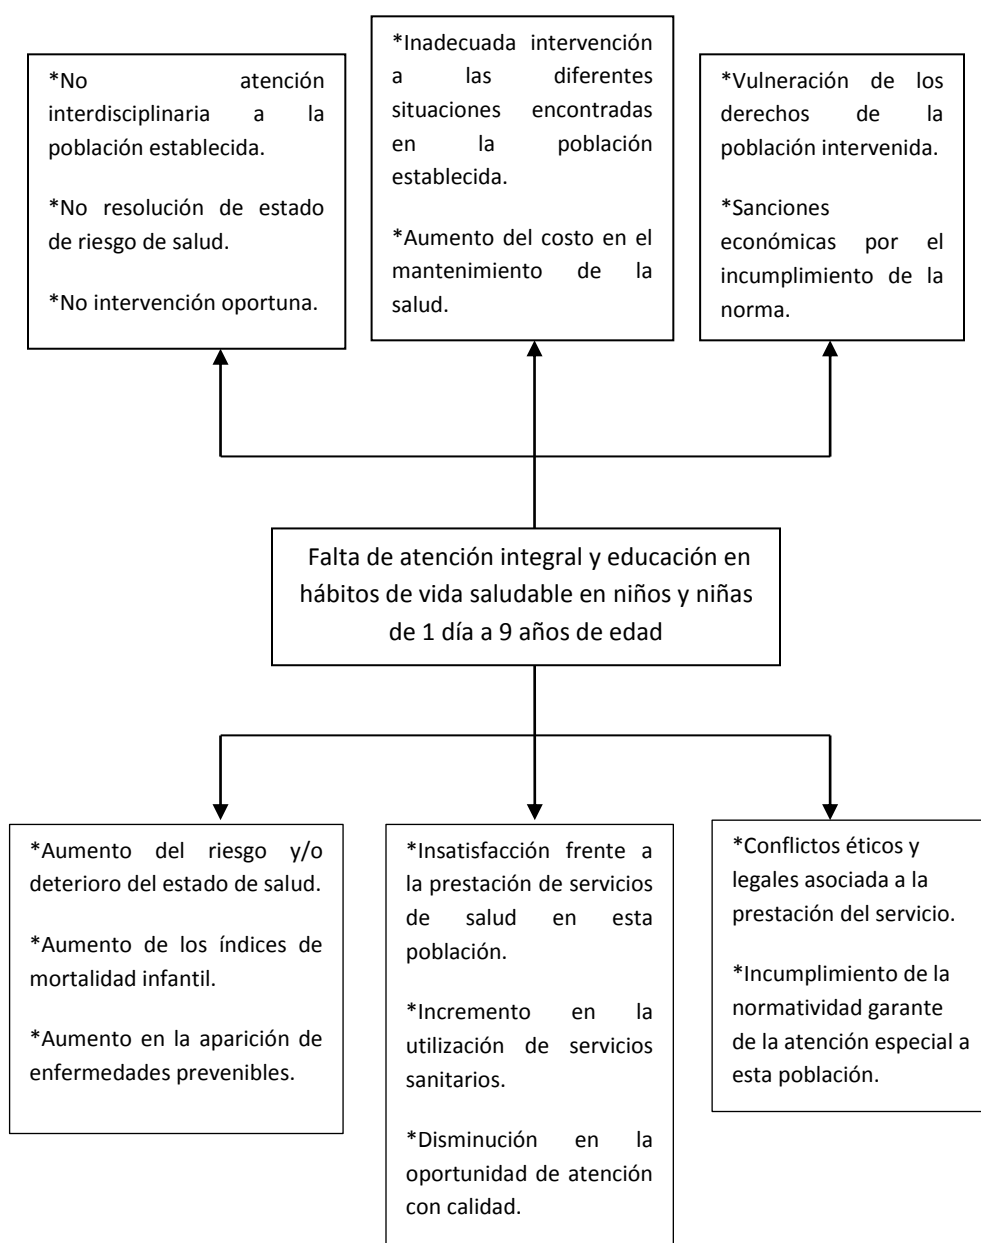 *No atención
interdisciplinaria a la
población establecida.
*No resolución de estado
de riesgo de salud.
*No intervención oportuna.
*Inadecuada intervención
a las diferentes
situaciones encontradas
en la población
establecida.
*Aumento del costo en el
mantenimiento de la
salud.
*Vulneración de los
derechos de la
población intervenida.
*Sanciones
económicas por el
incumplimiento de la
norma.
Falta de atención integral y educación en
hábitos de vida saludable en niños y niñas
de 1 día a 9 años de edad
*Aumento del riesgo y/o
deterioro del estado de salud.
*Aumento de los índices de
mortalidad infantil.
*Aumento en la aparición de
enfermedades prevenibles.
*Insatisfacción frente a
la prestación de servicios
de salud en esta
población.
*Incremento en la
utilización de servicios
sanitarios.
*Disminución en la
oportunidad de atención
con calidad.
*Conflictos éticos y
legales asociada a la
prestación del servicio.
*Incumplimiento de la
normatividad garante
de la atención especial a
esta población.